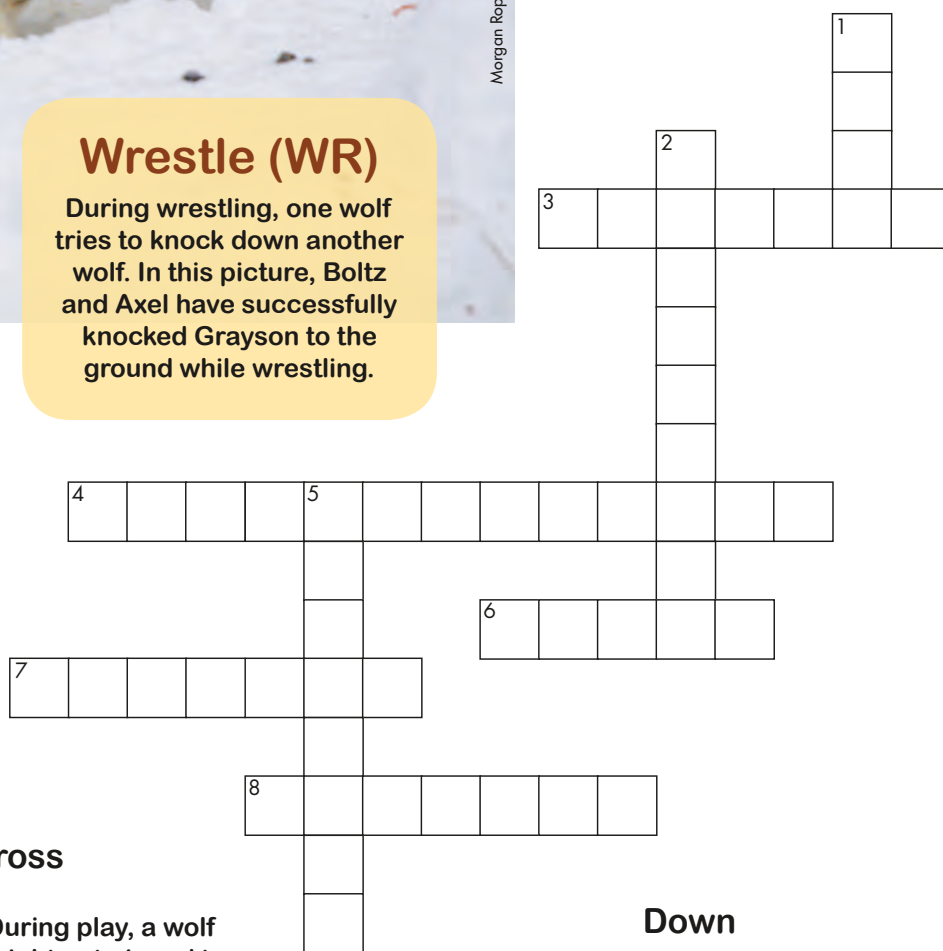 Morgan Rop
Wrestle (WR)
During wrestling, one wolf
tries to knock down another
wolf. In this picture, Boltz
and Axel have successfully
knocked Grayson to the
ground while wrestling.
1
2
3
4
5
6
7
8
ross
During play, a wolf
Down